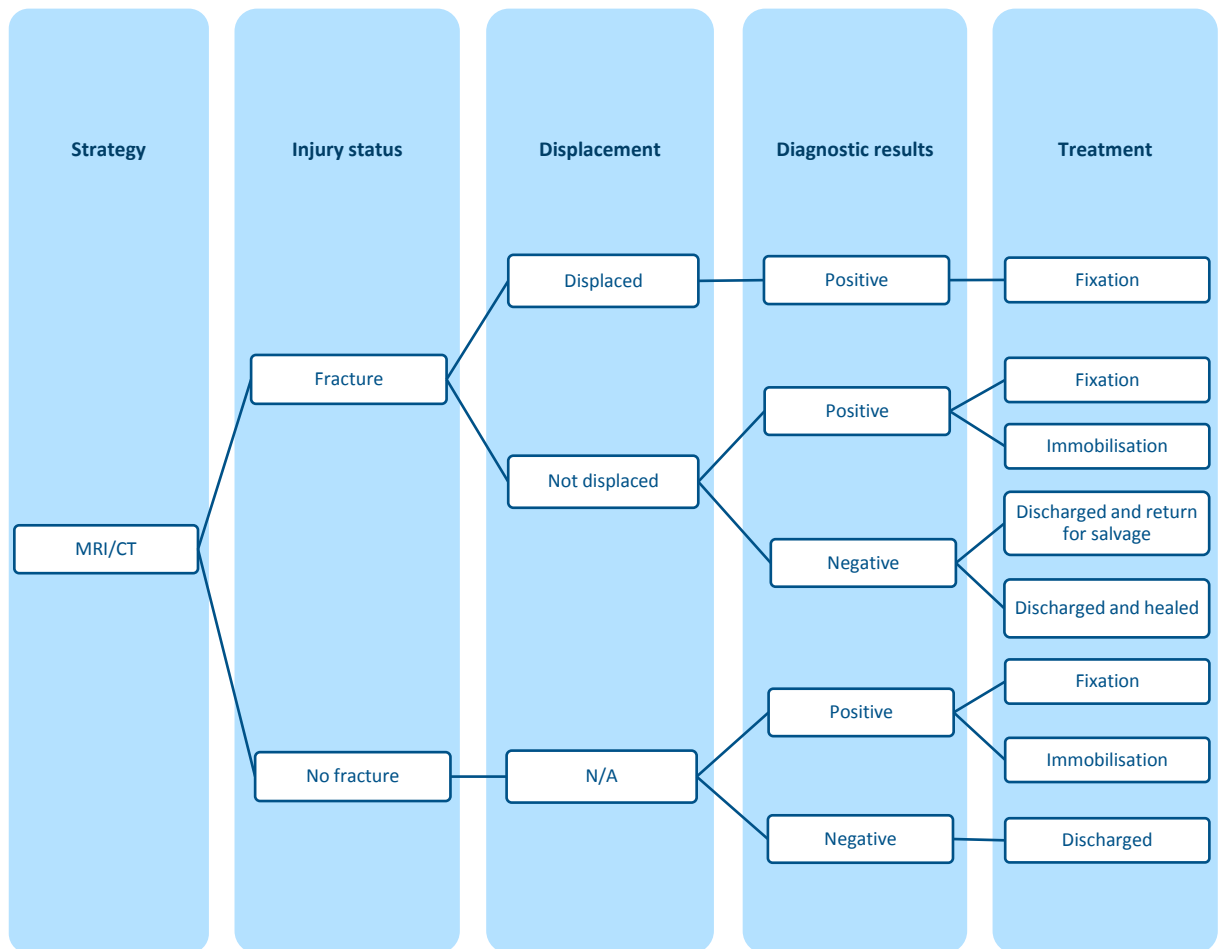 Strategy
Injury status
Displacement
Diagnostic results
Treatment
Displaced
Positive
Fixation
Fracture
Positive
Fixation
Immobilisation
Not displaced
Discharged and return
for salvage
MRI/CT
Negative
Discharged and healed
Fixation
Positive
No fracture
N/A
Immobilisation
Negative
Discharged